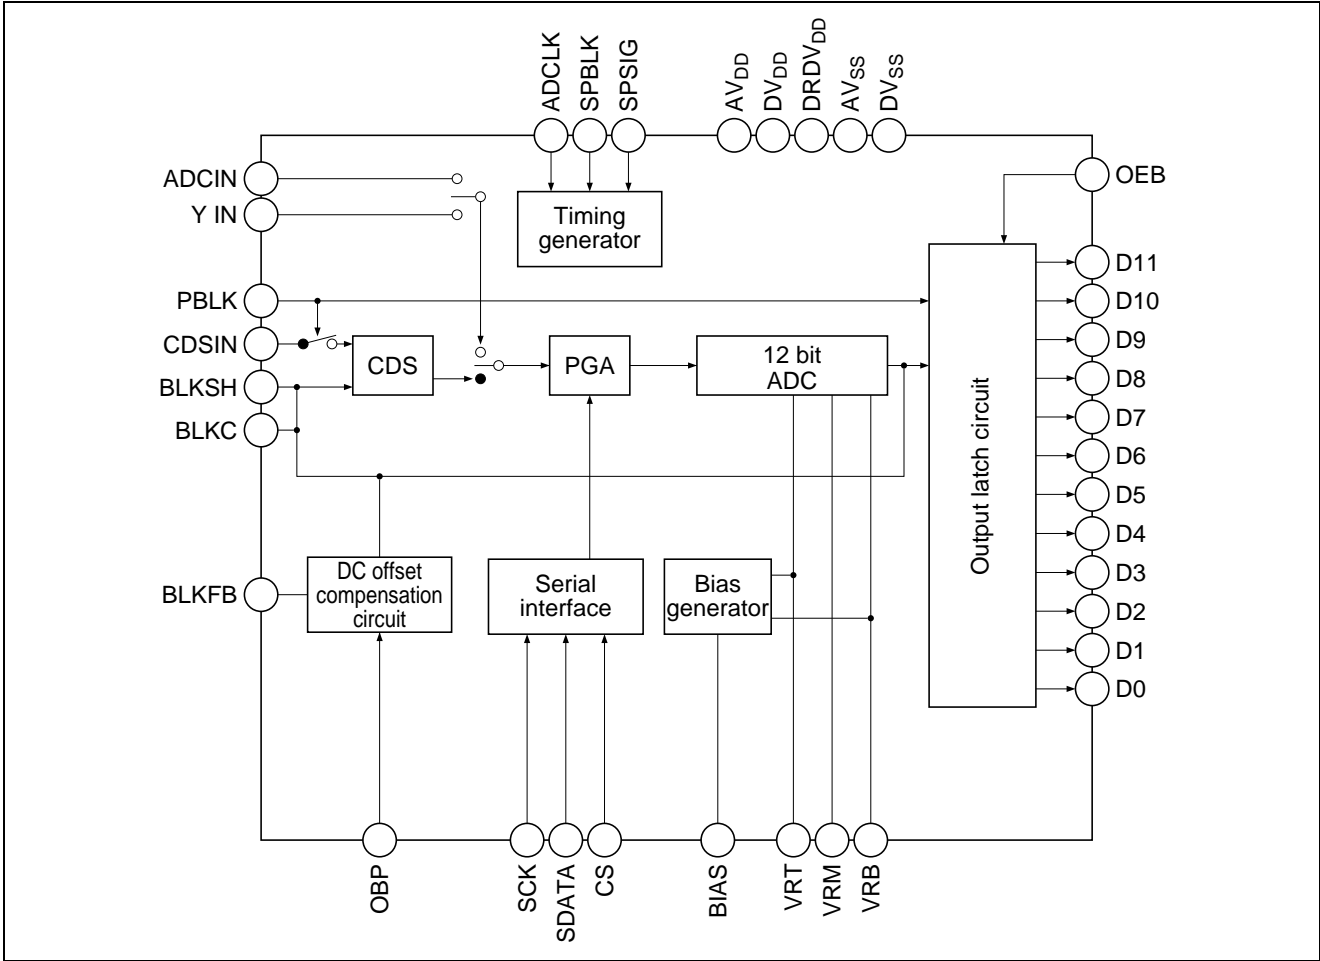 ADCLK
SPBLK
SPSIG
AVDD
DVDD
DRDVDD
AVSS
DVSS
ADCIN
Y IN
PBLK
CDSIN
BLKSH
BLKC
BLKFB
Timing
generator
CDS
PGA
12 bit
ADC
DC offset
compensation
circuit
Serial
interface
Bias
generator
Output latch circuit
OEB
D11
D10
D9
D8
D7
D6
D5
D4
D3
D2
D1
D0
OBP
SCK
SDATA
CS
BIAS
VRT
VRM
VRB